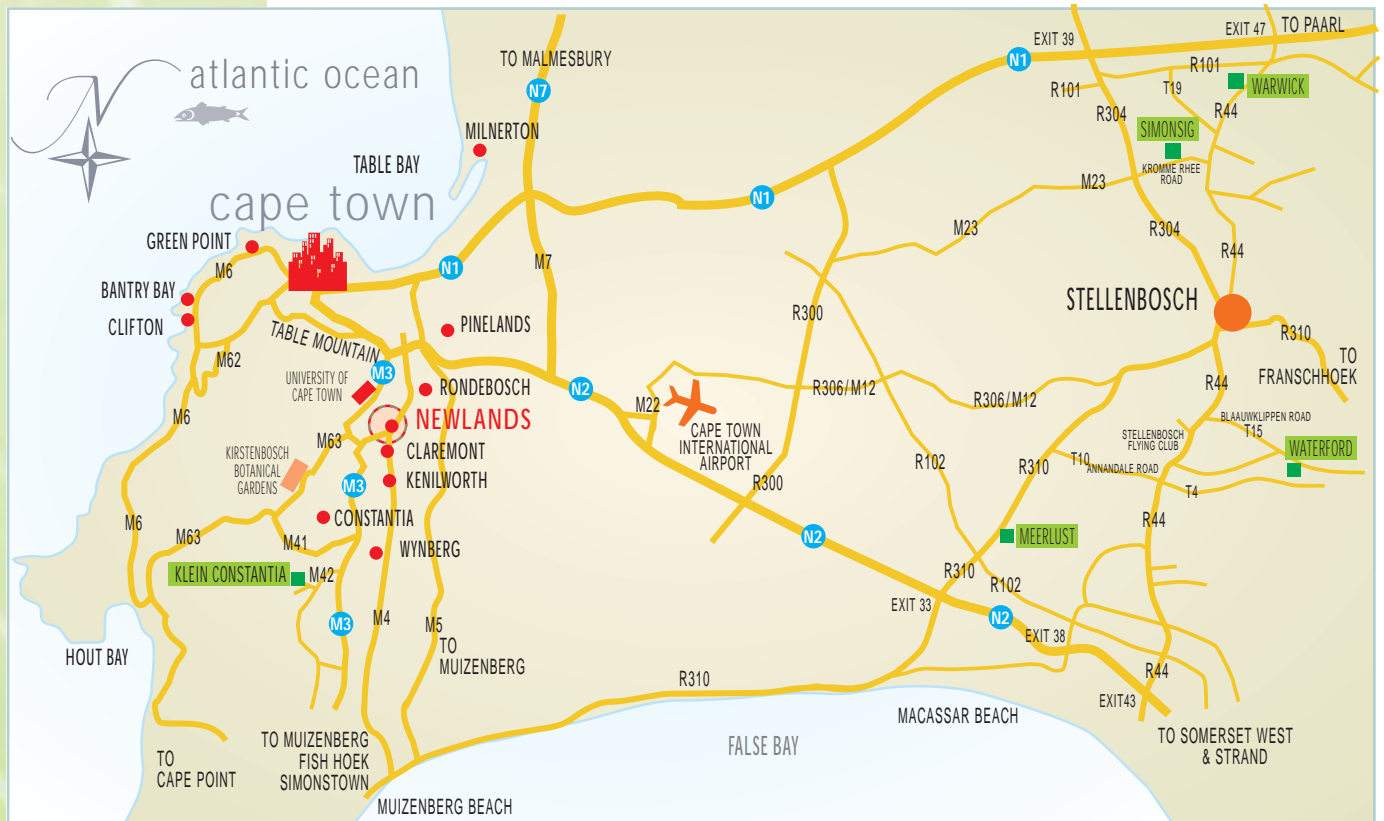 N
atlantic ocean
cape town
TABLE BAY
MILNERTON
TO MALMESBURY
N7
N1
N1
N1
EXIT 39
EXIT 47
TO PAARL
R101
R101
T19
R44
WARWICK
R304
SIMONSIG
KROMME RHEE
ROAD
M23
M23
R304
R44
STELLENBOSCH
R310
TO
FRANSCHHOEK
GREEN POINT
M6
BANTRY BAY
CLIFTON
M62
TABLE MOUNTAIN
M3
UNIVERSITY OF
CAPE TOWN
M7
PINELANDS
RONDEBOSCH
NEWLANDS
CLAREMONT
KENILWORTH
N2
M22
CAPE TOWN
INTERNATIONAL
AIRPORT
R300
R306/M12
R306/M12
R102
R300
R44
BLAAUWKLIPPEN ROAD
T15
STELLENBOSCH
FLYING CLUB
WATERFORD
R310
T10
ANNANDALE ROAD
T4
R44
M6
M63
KIRSTENBOSCH
BOTANICAL
GARDENS
M3
CONSTANTIA
M6
M63
M41
WYNBERG
KLEIN CONSTANTIA
M42
M3
M4
M5
TO
MUIZENBERG
N2
MEERLUST
R310
R102
EXIT 33
N2
EXIT 38
R44
EXIT43
HOUT BAY
R310
MACASSAR BEACH
FALSE BAY
TO SOMERSET WEST
& STRAND
TO
CAPE POINT
TO MUIZENBERG
FISH HOEK
SIMONSTOWN
MUIZENBERG BEACH